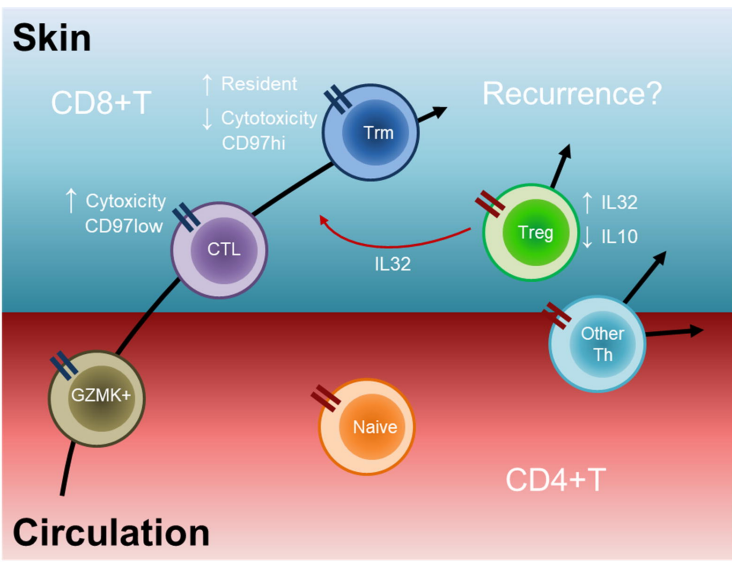 Skin
CD8+T
↑ Resident
↓ Cytotoxicity
CD97hi
Trm
Recurrence?
↑ Cytoxicity
CD97low
CTL
IL32
Treg
↑ IL32
↓ IL10
Other
Th
GZMK+
Naive
CD4+T
Circulation